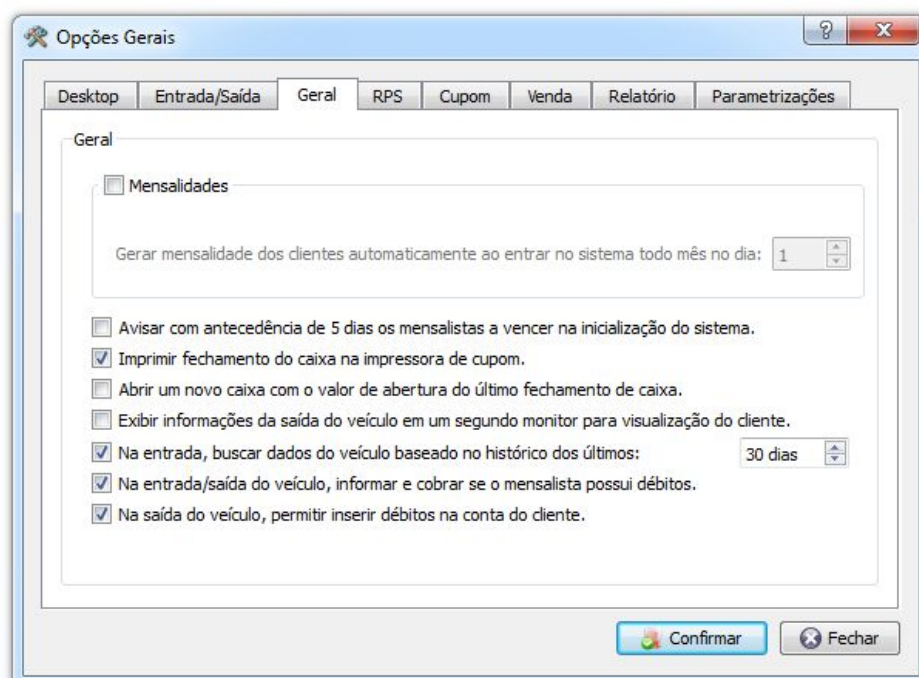 Opções Gerais
Desktop Entrada/Saída Geral RPS Cupom Venda Relatório Parametrizações
Geral
Mensalidades
Gerar mensalidade dos clientes automaticamente ao entrar no sistema todo mês no dia: 1
Avisar com antecedência de 5 dias os mensalistas a vencer na inicialização do sistema.
Imprimir fechamento do caixa na impressora de cupom.
Abrir um novo caixa com o valor de abertura do último fechamento de caixa.
Exibir informações da saída do veículo em um segundo monitor para visualização do cliente.
Na entrada, buscar dados do veículo baseado no histórico dos últimos: 30 dias
Na entrada/saída do veículo, informar e cobrar se o mensalista possui débitos.
Na saída do veículo, permitir inserir débitos na conta do cliente.
Confirmar Fechar